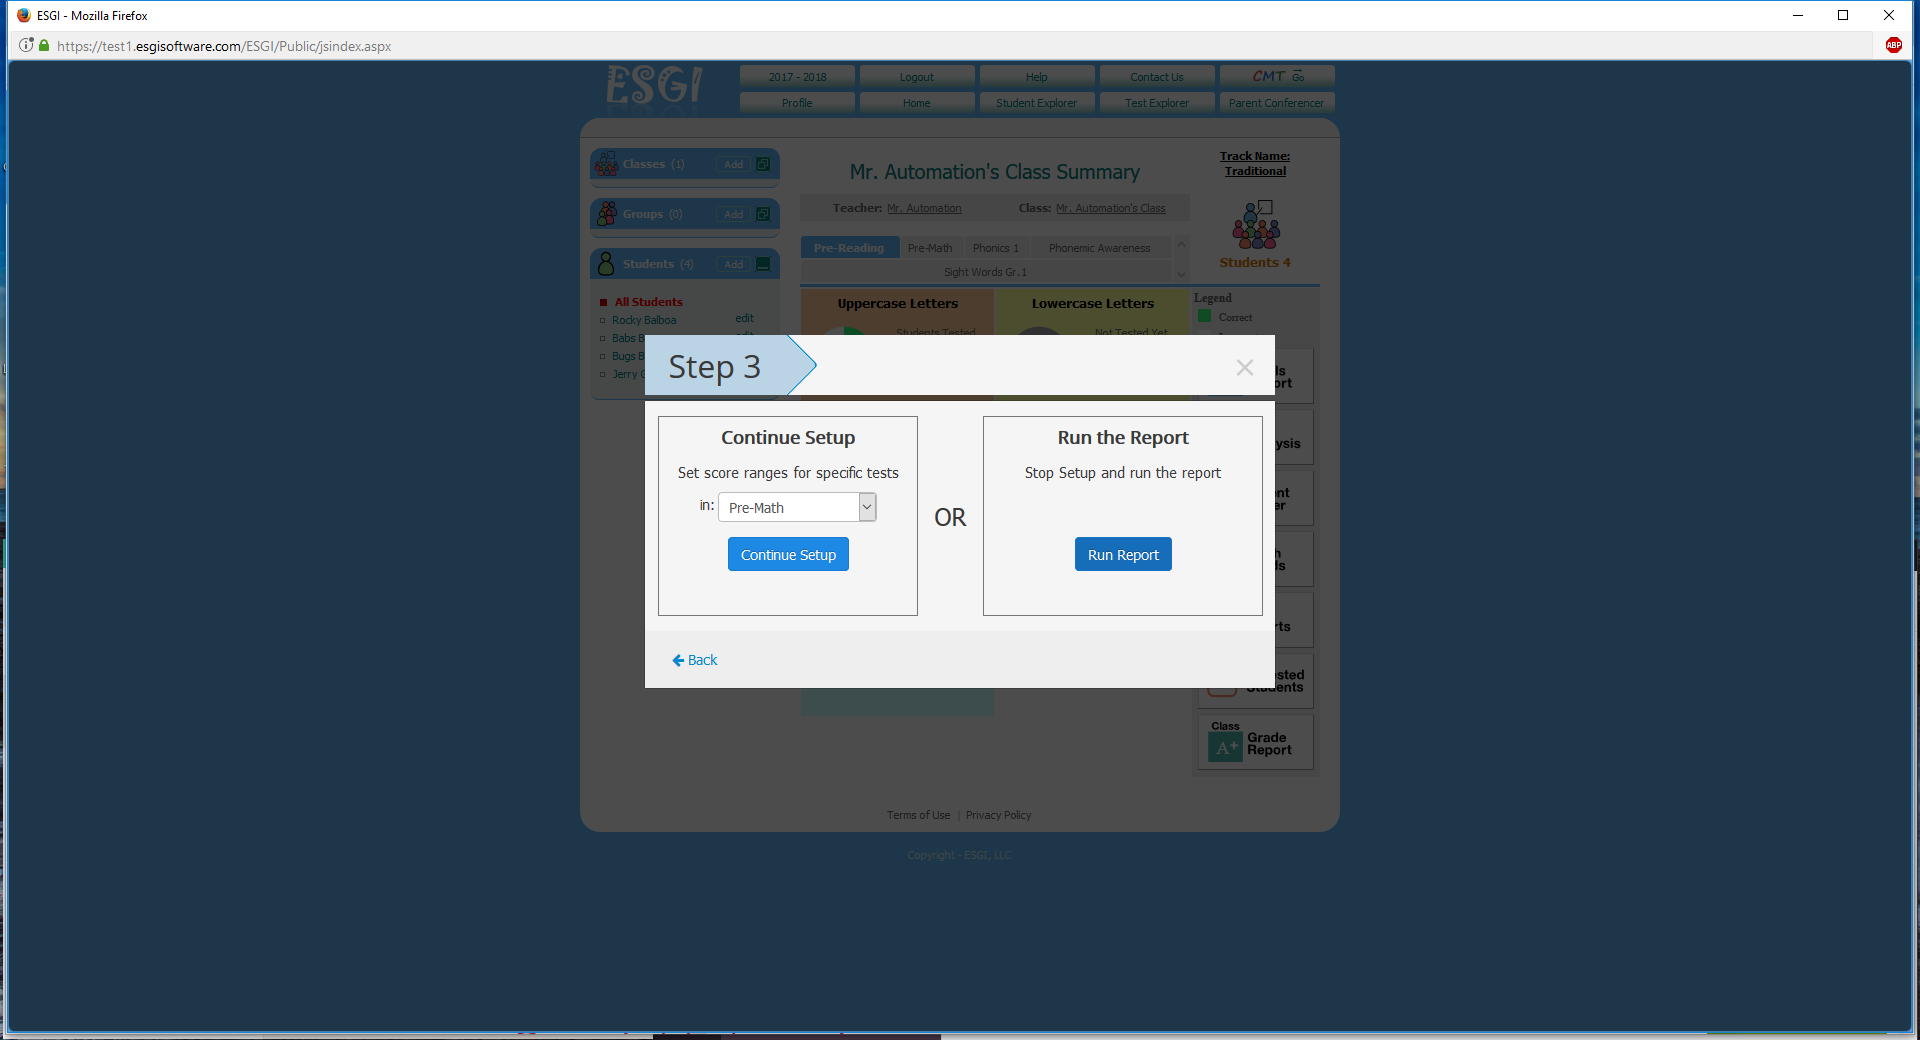 ESGI - Mozilla Firefox
https://test1.esgisoftware.com/ESGI/Public/jsindex.aspx
ABP
ESGI
2017 - 2018
Logout
Help
Contact Us
CMT Go
Profile
Home
Student Explorer
Test Explorer
Parent Conferencer
Classes (1)
Add
Groups (0)
Add
Students (4)
Add
All Students
Rocky Balboa
edit
Babs B
Bugs B
Jerry
Mr. Automation's Class Summary
Track Name:
Traditional
Teacher: Mr. Automation
Class: Mr. Automation's Class
Students 4
Pre-Reading
Pre-Math
Phonics 1
Phonemic Awareness
Sight Words Gr.1
Uppercase Letters
Lowercase Letters
Students Tested
Not Tested Yet
Legend
Correct
Step 3
Continue Setup
Set score ranges for specific tests
in: Pre-Math
Continue Setup
OR
Run the Report
Stop Setup and run the report
Run Report
Back
ls
ort
ysis
nt
er
h
ds
rts
sted
Students
Class
A+
Grade
Report
Terms of Use | Privacy Policy
Copyright - ESGI, LLC